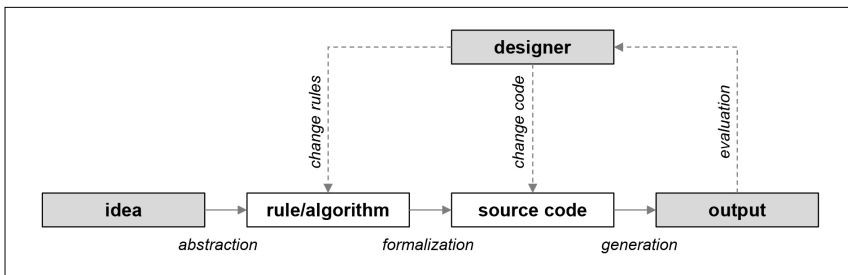 designer
change rules
change code
evaluation
idea
rule/algorithm
source code
output
abstraction
formalization
generation